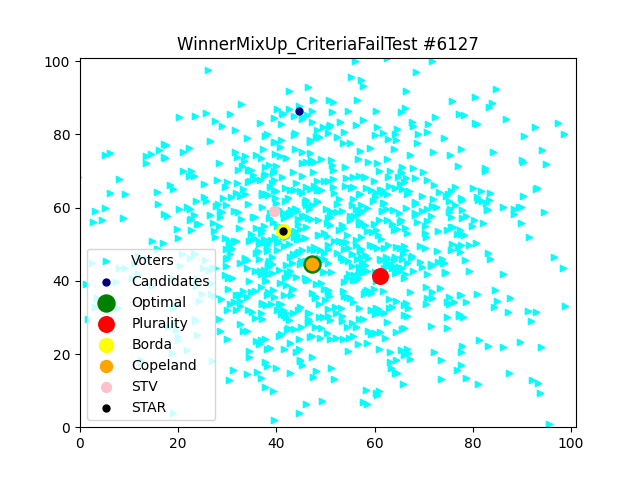 WinnerMixUp_CriteriaFailTest #6127
100
80
60
40
20
0
Voters
Candidates
Optimal
Plurality
Borda
Copeland
STV
STAR
0 20 40 60 80 100